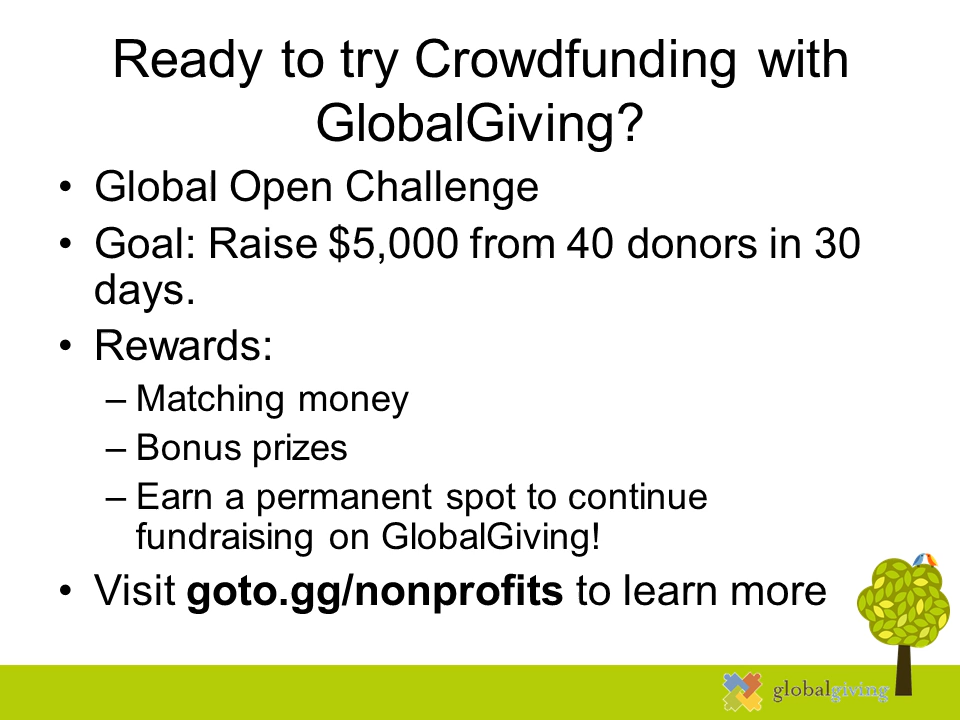 Ready to try Crowdfunding with
GlobalGiving?
• Global Open Challenge
• Goal: Raise $5,000 from 40 donors in 30
days.
• Rewards:
– Matching money
– Bonus prizes
– Earn a permanent spot to continue
fundraising on GlobalGiving!
• Visit goto.gg/nonprofits to learn more
globalgiving